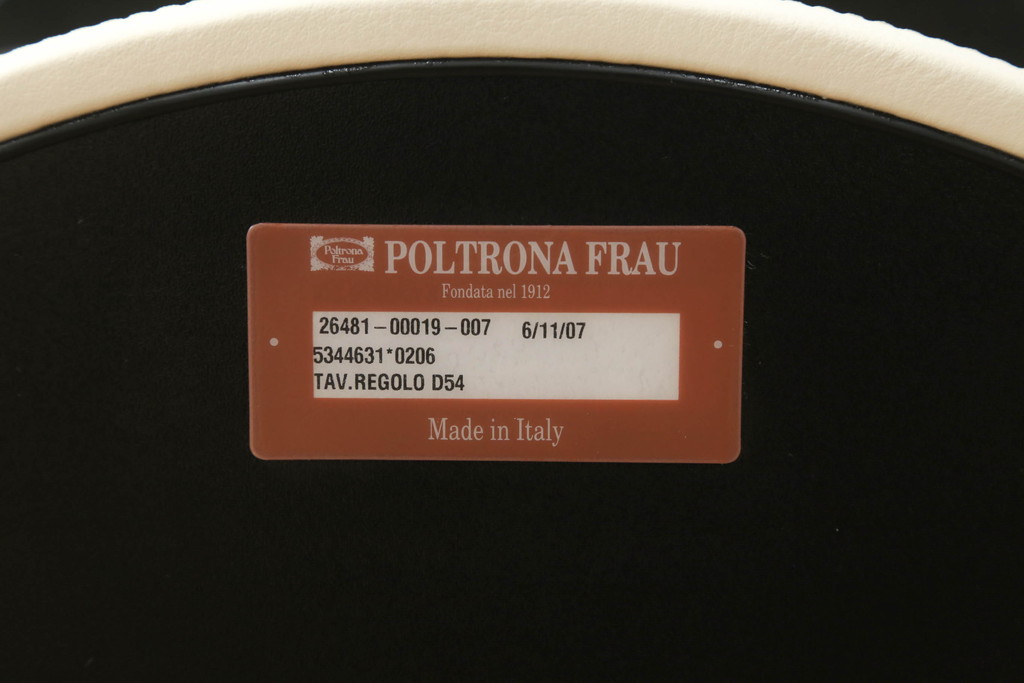 Poltrona
Frau
POLTRONA FRAU
Fondata nel 1912
26481-00019-007 6/11/07
5344631*0206
TAV.REGOLO D54
Made in Italy